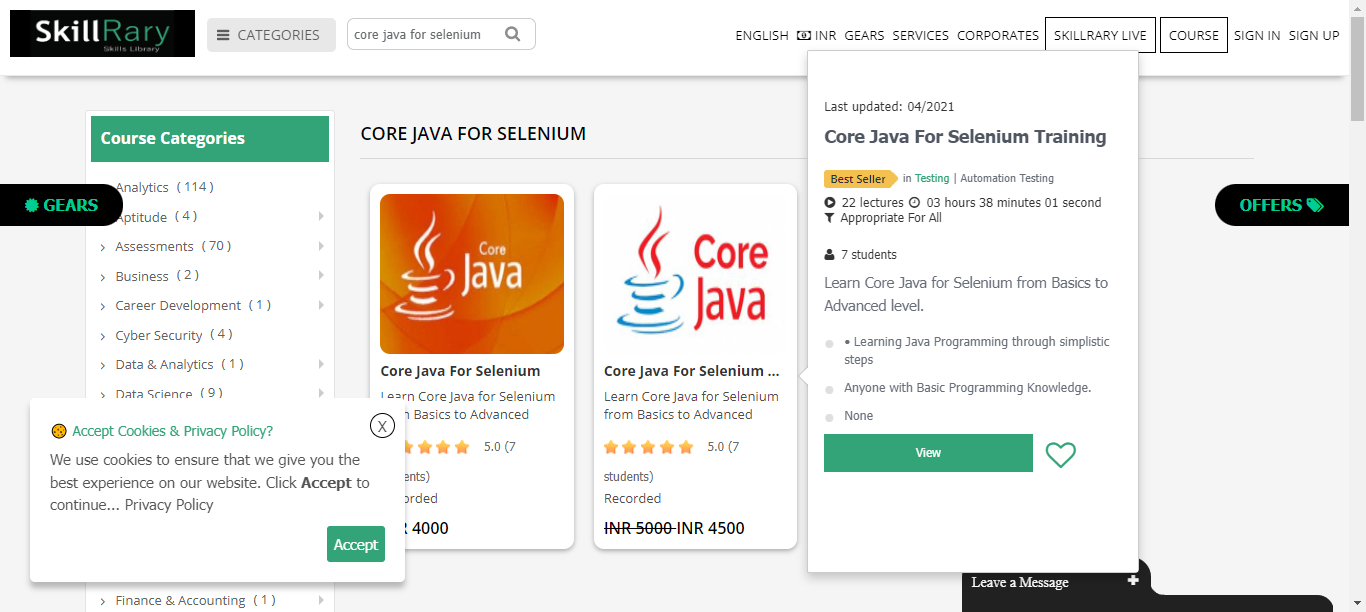 SkillRary
Skills Library
CATEGORIES
core java for selenium
ENGLISH INR GEARS SERVICES CORPORATES SKILLRARY LIVE COURSE SIGN IN SIGN UP
Course Categories
Analytics ( 114 )
Aptitude ( 4 )
Assessments ( 70 )
Business ( 2 )
Career Development ( 1 )
Cyber Security ( 4 )
Data & Analytics ( 1 )
Data Science ( 9 )
Finance & Accounting ( 1 )
GEARS
OFFERS
CORE JAVA FOR SELENIUM
Core
Java
Core Java For Selenium
Learn Core Java for Selenium
Basics to Advanced
5.0 (7
Recorded
4000
Core
Java
Core Java For Selenium ...
Learn Core Java for Selenium
from Basics to Advanced
5.0 (7
students)
Recorded
INR 5000 INR 4500
Last updated: 04/2021
Core Java For Selenium Training
Best Seller in Testing | Automation Testing
22 lectures 03 hours 38 minutes 01 second
Appropriate For All
7 students
Learn Core Java for Selenium from Basics to
Advanced level.
• Learning Java Programming through simplistic
steps
Anyone with Basic Programming Knowledge.
None
View
Accept Cookies & Privacy Policy?
X
We use cookies to ensure that we give you the
best experience on our website. Click Accept to
continue... Privacy Policy
Accept
Leave a Message